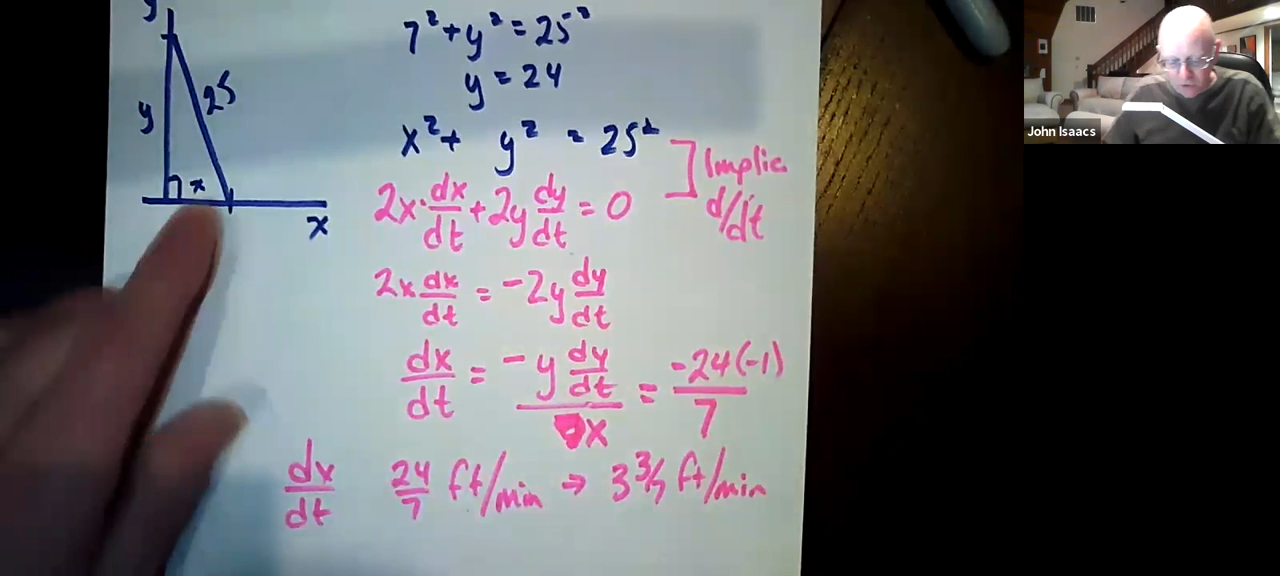 y
y
25
x
x
7² + y² = 25²
y = 24
x² + y² = 25²
2x · dx/dt + 2y dy/dt = 0
] Implic
d/dt
2x dx/dt = -2y dy/dt
dx/dt = -y dy/dt / x = -24(-1) / 7
dx/dt 24/7 ft/min → 3 3/7 ft/min
John Isaacs